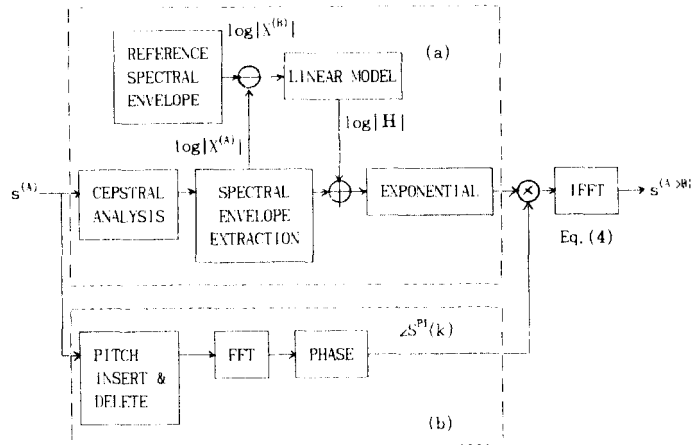 log|X^(B)|
(a)
REFERENCE
SPECTRAL
ENVELOPE
LINEAR MODEL
log|X^(A)|
log|H|
s^(A)
CEPSTRAL
ANALYSIS
SPECTRAL
ENVELOPE
EXTRACTION
EXPONENTIAL
IFFT
s^(A→B)
Eq.(4)
∠S^PI(k)
PITCH
INSERT &
DELETE
FFT
PHASE
(b)